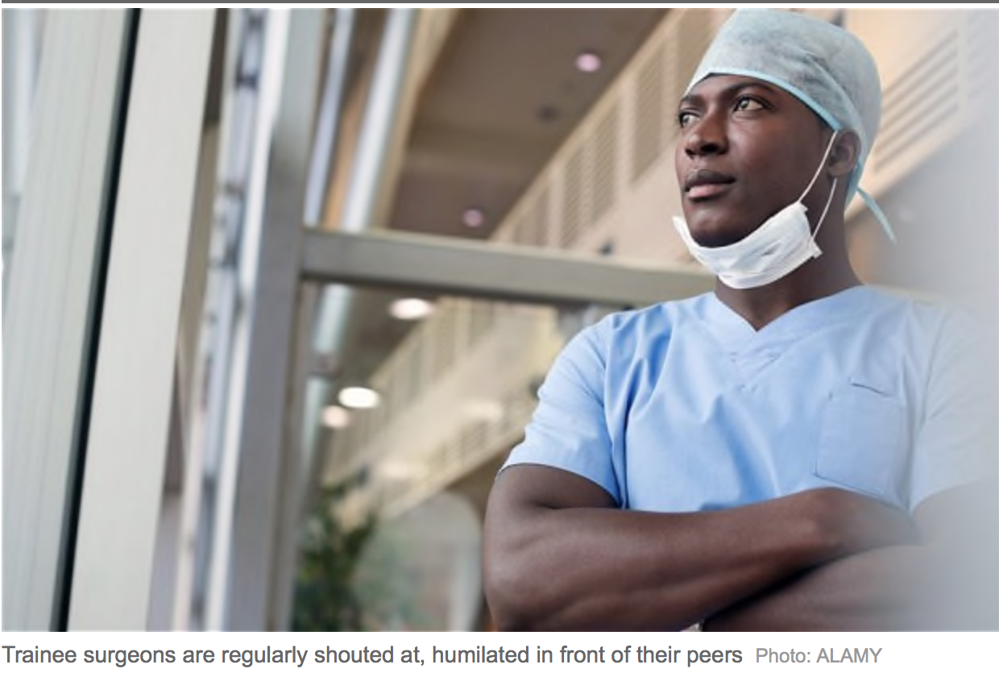 Trainee surgeons are regularly shouted at, humilated in front of their peers Photo: ALAMY